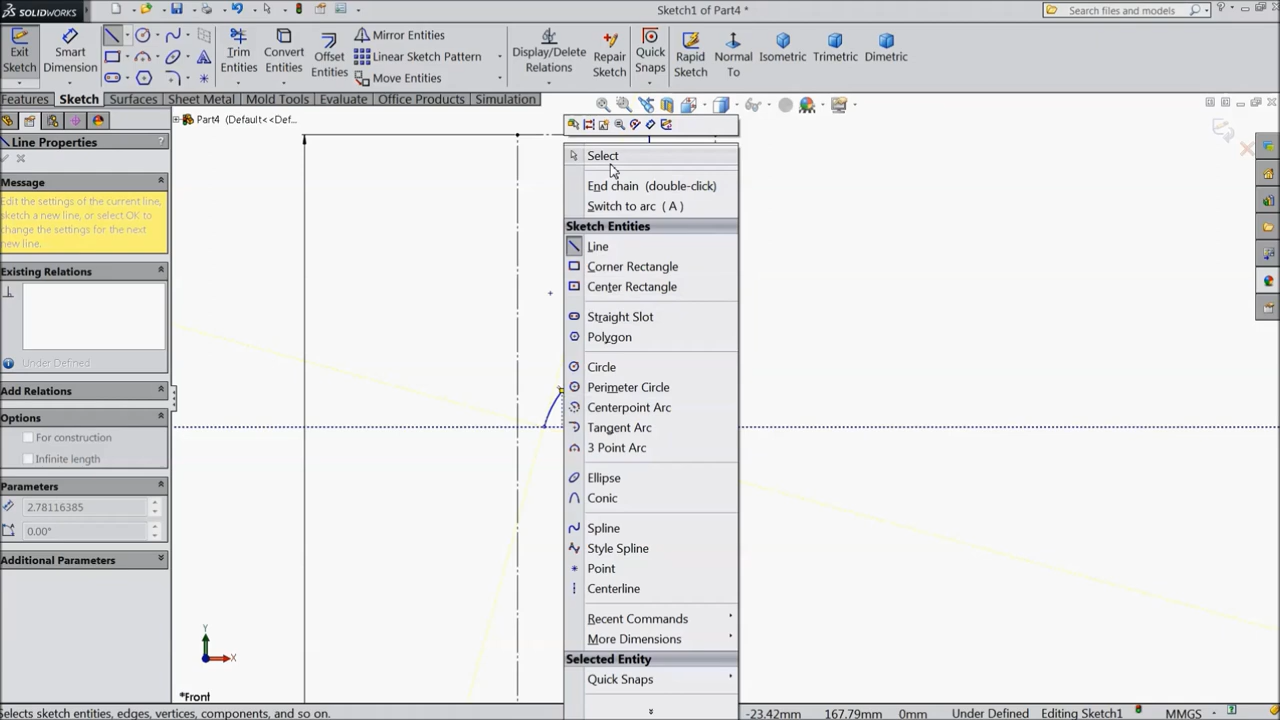 SOLIDWORKS
Sketch1 of Part4 *
Search files and models
Exit Sketch
Smart Dimension
Trim Entities
Convert Entities
Offset Entities
Mirror Entities
Linear Sketch Pattern
Move Entities
Display/Delete Relations
Repair Sketch
Quick Snaps
Rapid Sketch
Normal To
Isometric
Trimetric
Dimetric
Features
Sketch
Surfaces
Sheet Metal
Mold Tools
Evaluate
Office Products
Simulation
Part4 (Default<<Def...
Line Properties
?
Message
Edit the settings of the current line, sketch a new line, or select OK to change the settings for the next new line.
Existing Relations
Under Defined
Add Relations
Options
For construction
Infinite length
Parameters
2.78116385
0.00°
Additional Parameters
Select
End chain (double-click)
Switch to arc ( A )
Sketch Entities
Line
Corner Rectangle
Center Rectangle
Straight Slot
Polygon
Circle
Perimeter Circle
Centerpoint Arc
Tangent Arc
3 Point Arc
Ellipse
Conic
Spline
Style Spline
Point
Centerline
Recent Commands
More Dimensions
Selected Entity
Quick Snaps
Y
X
*Front
Selects sketch entities, edges, vertices, components, and so on.
-23.42mm
167.79mm
0mm
Under Defined
Editing Sketch1
MMGS